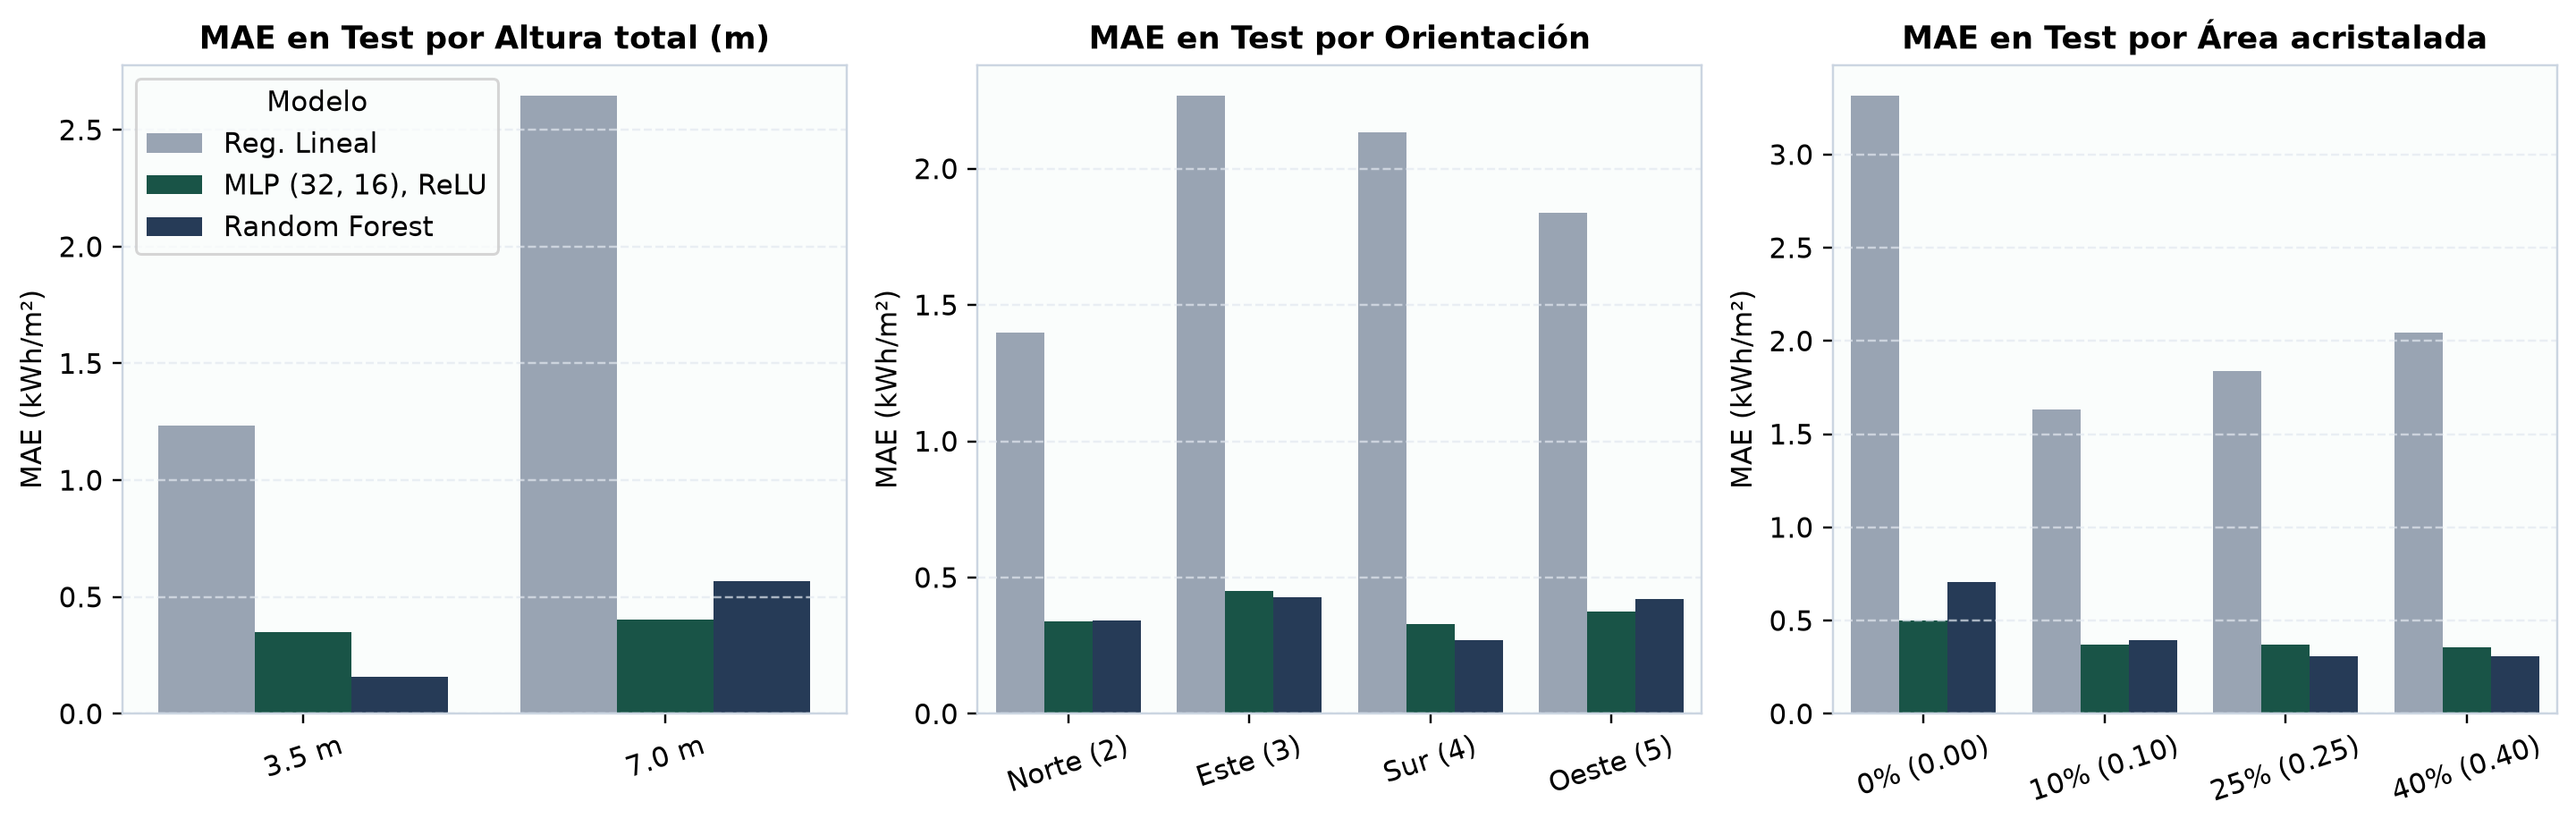 MAE en Test por Altura total (m)
MAE (kWh/m²)
2.5
2.0
1.5
1.0
0.5
0.0
Modelo
Reg. Lineal
MLP (32, 16), ReLU
Random Forest
3.5 m
7.0 m
MAE en Test por Orientación
MAE (kWh/m²)
2.0
1.5
1.0
0.5
0.0
Norte (2)
Este (3)
Sur (4)
Oeste (5)
MAE en Test por Área acristalada
MAE (kWh/m²)
3.0
2.5
2.0
1.5
1.0
0.5
0.0
0% (0.00)
10% (0.10)
25% (0.25)
40% (0.40)